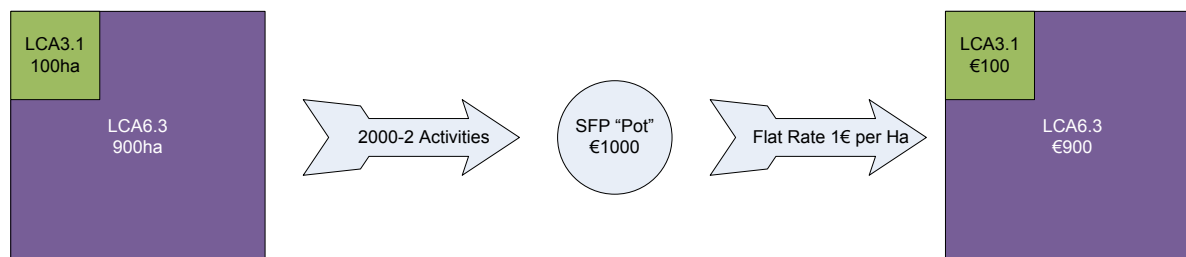 LCA3.1
100ha
LCA6.3
900ha
2000-2 Activities
SFP “Pot”
€1000
Flat Rate 1€ per Ha
LCA3.1
€100
LCA6.3
€900